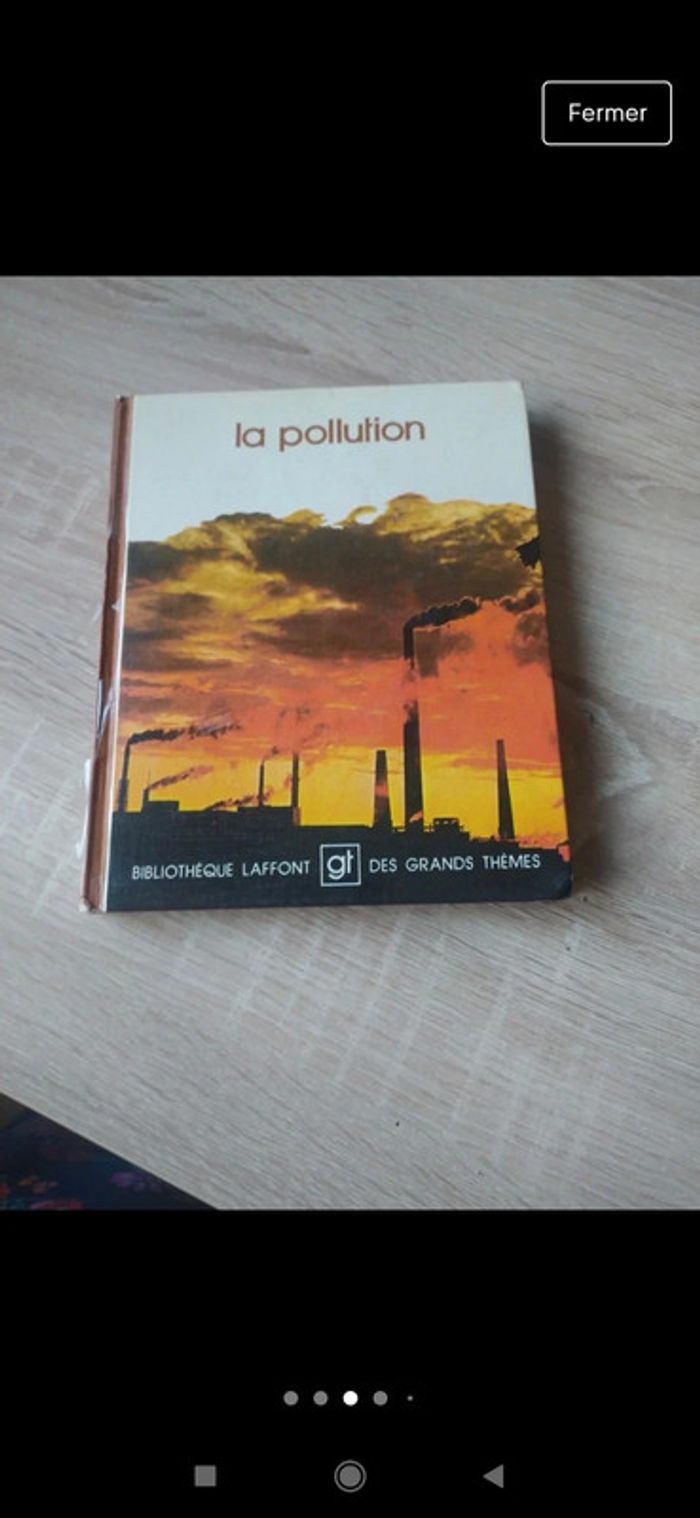 Fermer
la pollution
BIBLIOTHÈQUE LAFFONT gt DES GRANDS THÈMES